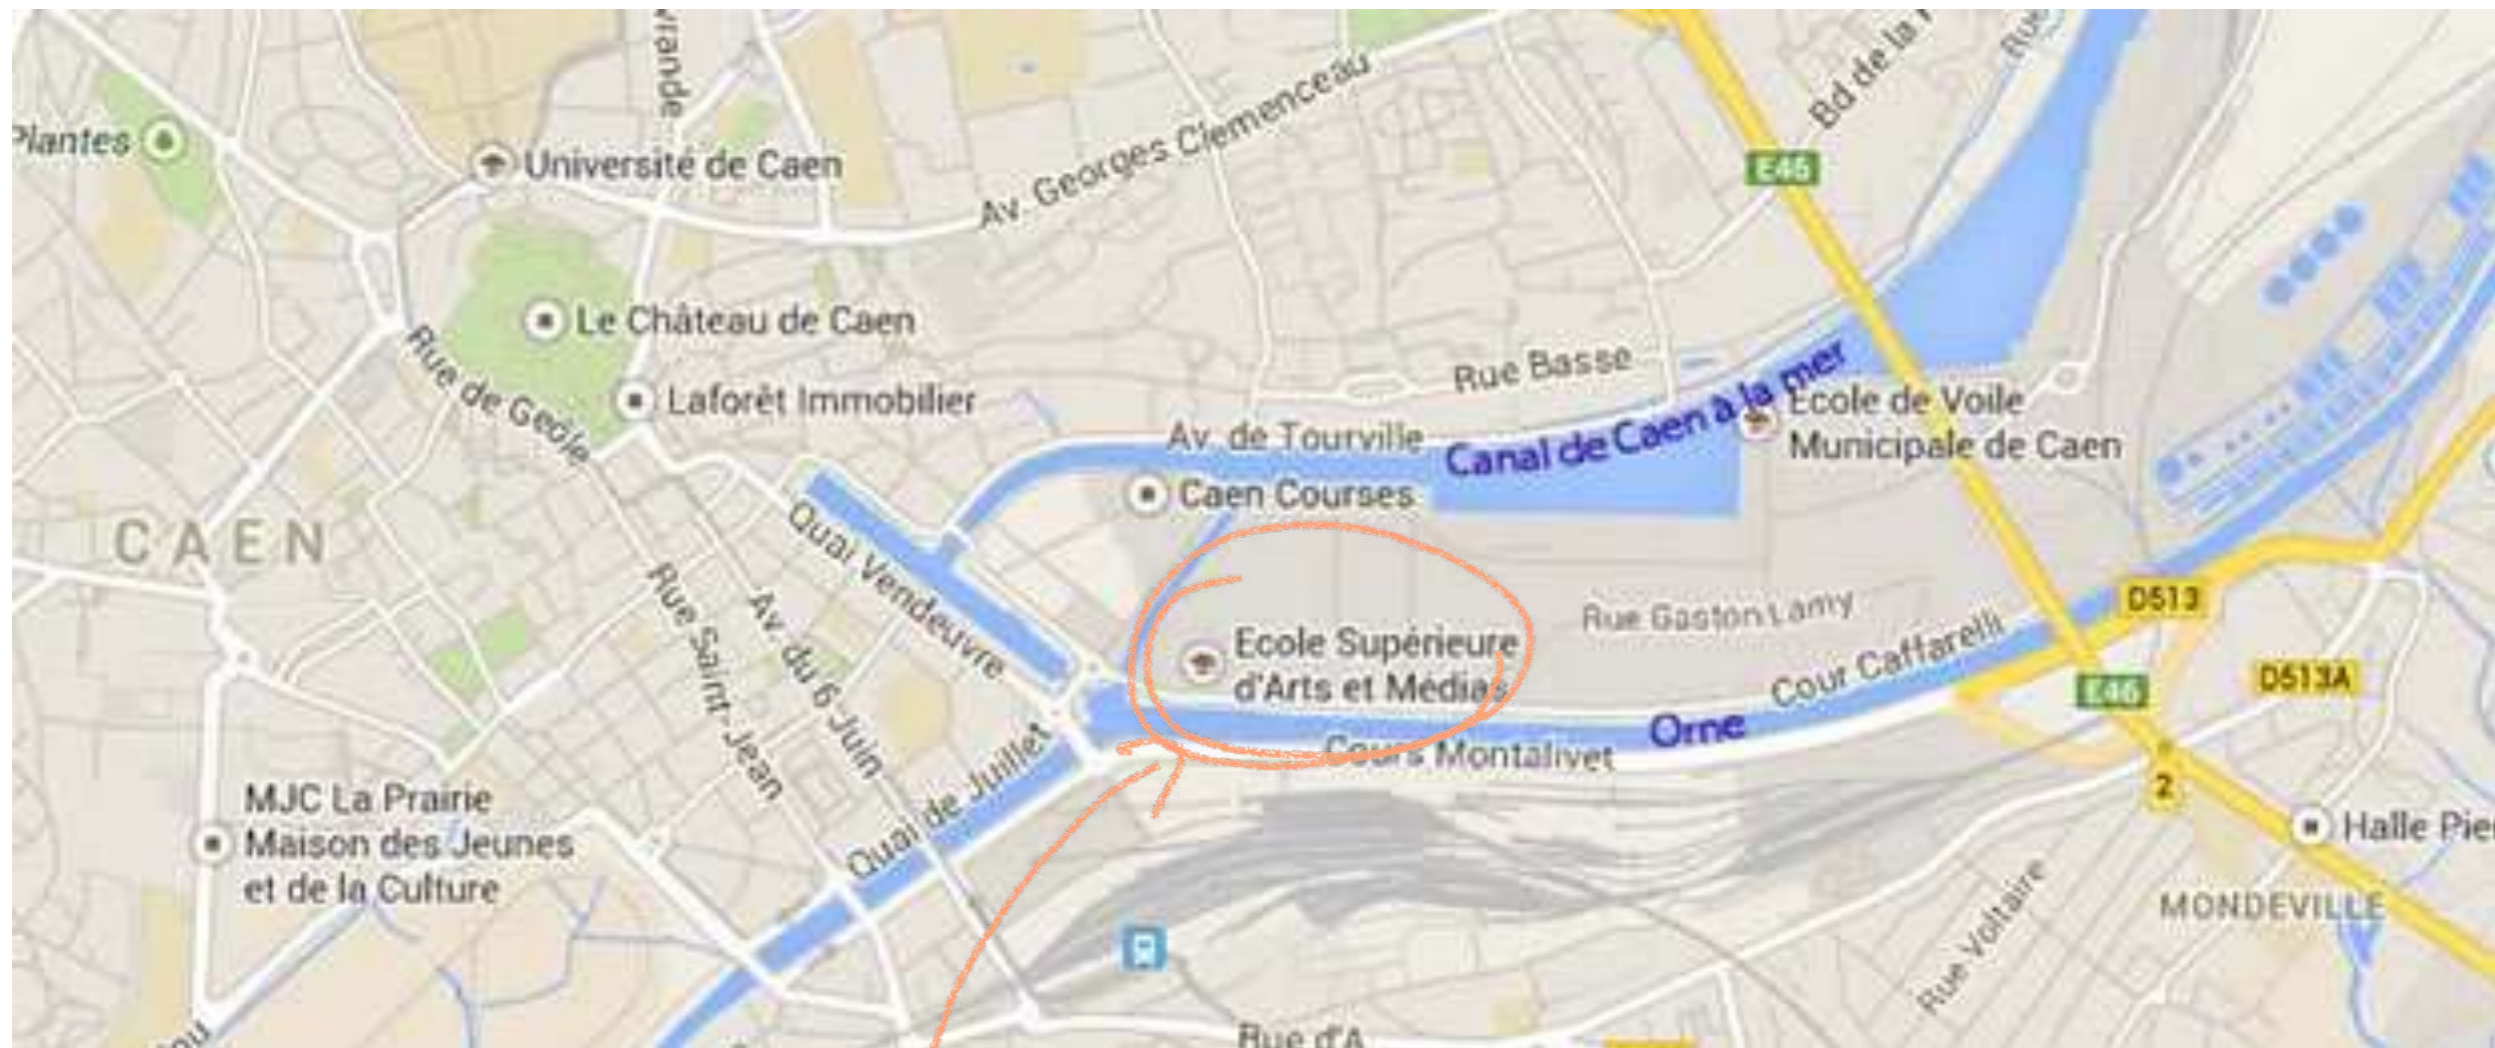 Plantes
Université de Caen
Av. Georges Clemenceau
E46
Bd de la
Rue
Le Château de Caen
Rue de Geôle
Laforêt Immobilier
Rue Basse
Canal de Caen à la mer
Ecole de Voile
Municipale de Caen
Av. de Tourville
Caen Courses
CAEN
Quai Vendeuvre
Rue Saint-Jean
Av. du 6 Juin
Ecole Supérieure
d'Arts et Médias
Rue Gaston Lamy
Cour Caffarelli
D513
D513A
E46
Orne
Cours Montalivet
Quai de Juillet
2
MJC La Prairie
Maison des Jeunes
et de la Culture
Halle
MONDEVILLE
Rue Voltaire
Rue d'A